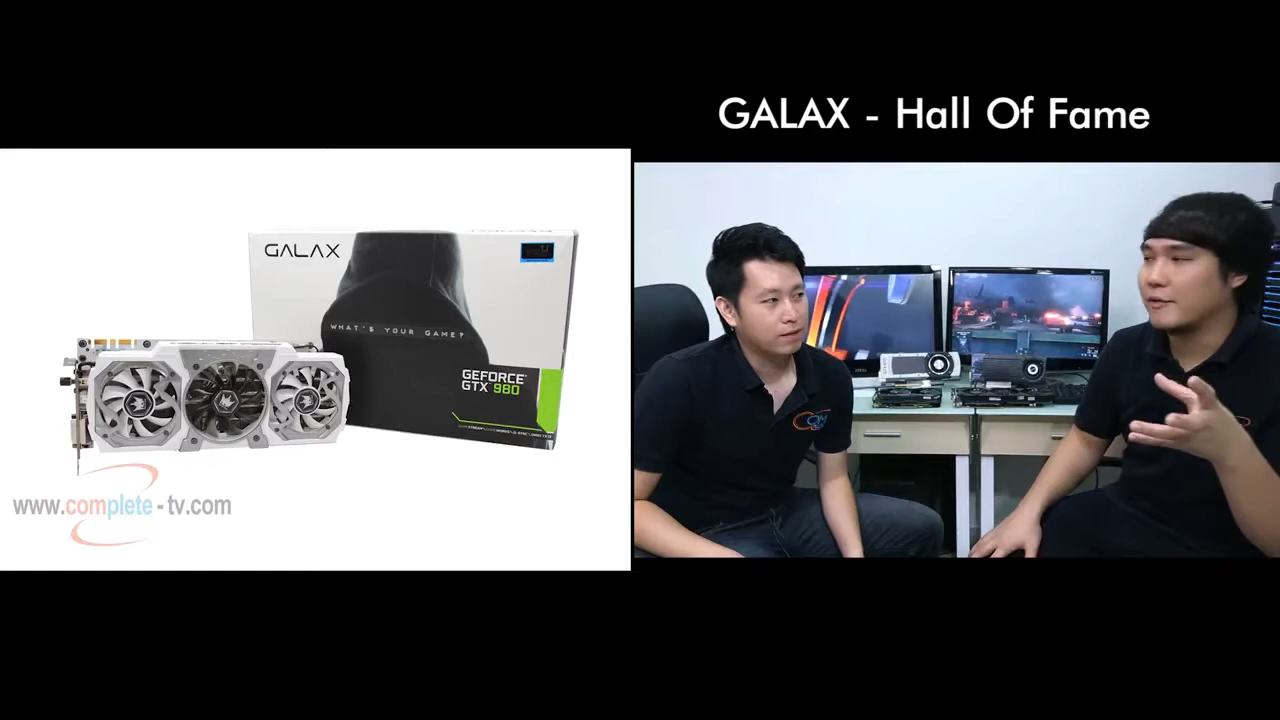 GALAX - Hall Of Fame
GALAX
WHAT'S YOUR GAME?
GEFORCE
GTX 980
www.complete-tv.com